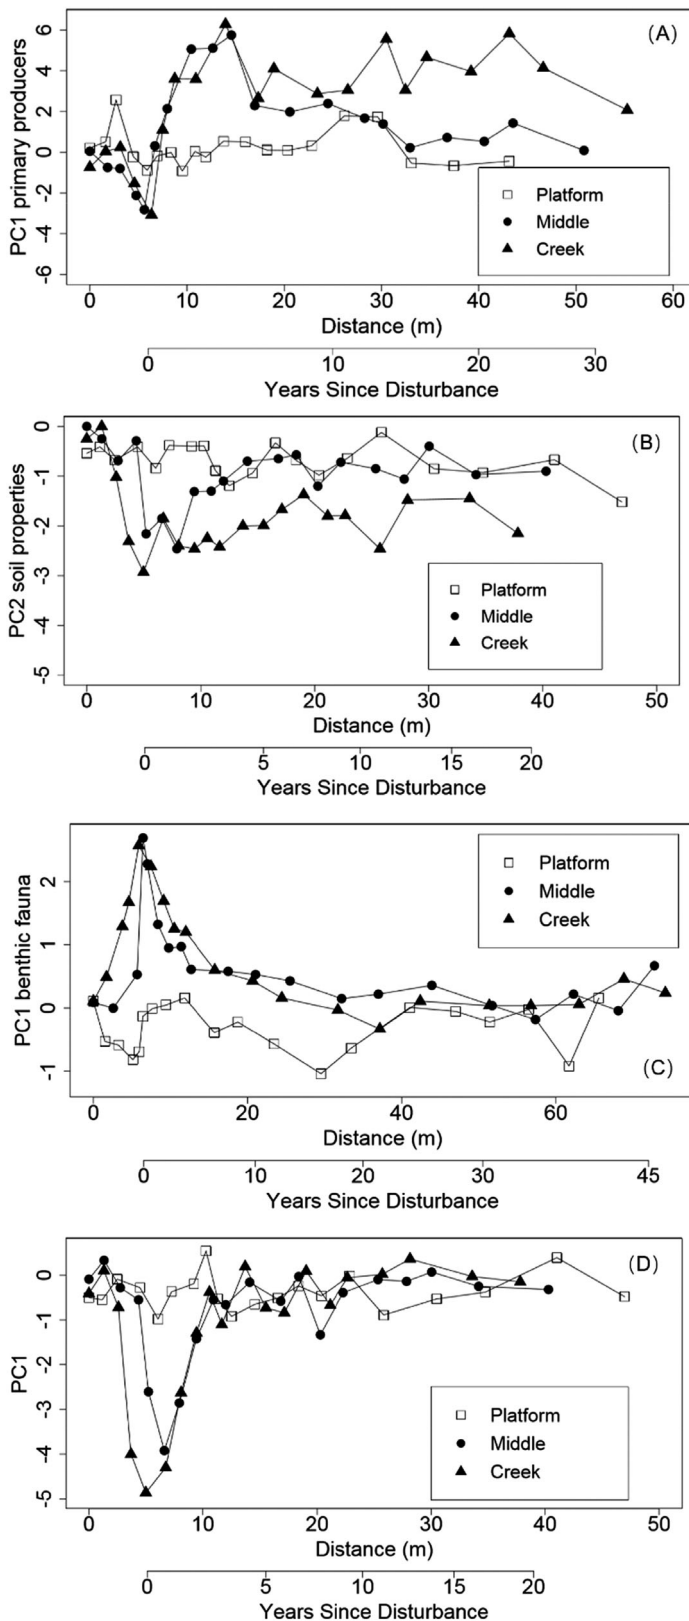 (A)
PC1 primary producers
6
4
2
0
-2
-4
-6
Platform
Middle
Creek
0 10 20 30 40 50 60
Distance (m)
0 10 20 30
Years Since Disturbance
(B)
PC2 soil properties
0
-1
-2
-3
-4
-5
Platform
Middle
Creek
0 10 20 30 40 50
Distance (m)
0 5 10 15 20
Years Since Disturbance
PC1 benthic fauna
2
1
0
-1
Platform
Middle
Creek
(C)
0 20 40 60
Distance (m)
0 10 20 30 45
Years Since Disturbance
(D)
PC1
0
-1
-2
-3
-4
-5
Platform
Middle
Creek
0 10 20 30 40 50
Distance (m)
0 5 10 15 20
Years Since Disturbance